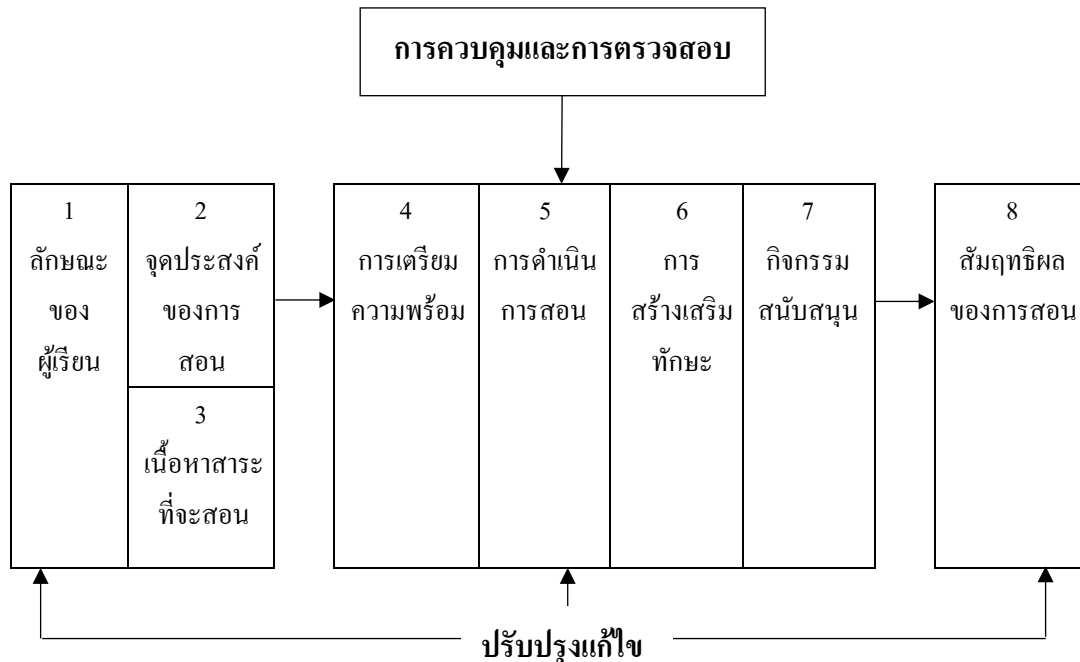 การควบคุมและการตรวจสอบ
1
ลักษณะ
ของ
ผู้เรียน
2
จุดประสงค์
ของการ
สอน
3
เนื้อหาสาระ
ที่จะสอน
4
การเตรียม
ความพร้อม
5
การดำเนิน
การสอน
6
การ
สร้างเสริม
ทักษะ
7
กิจกรรม
สนับสนุน
8
สัมฤทธิผล
ของการสอน
ปรับปรุงแก้ไข